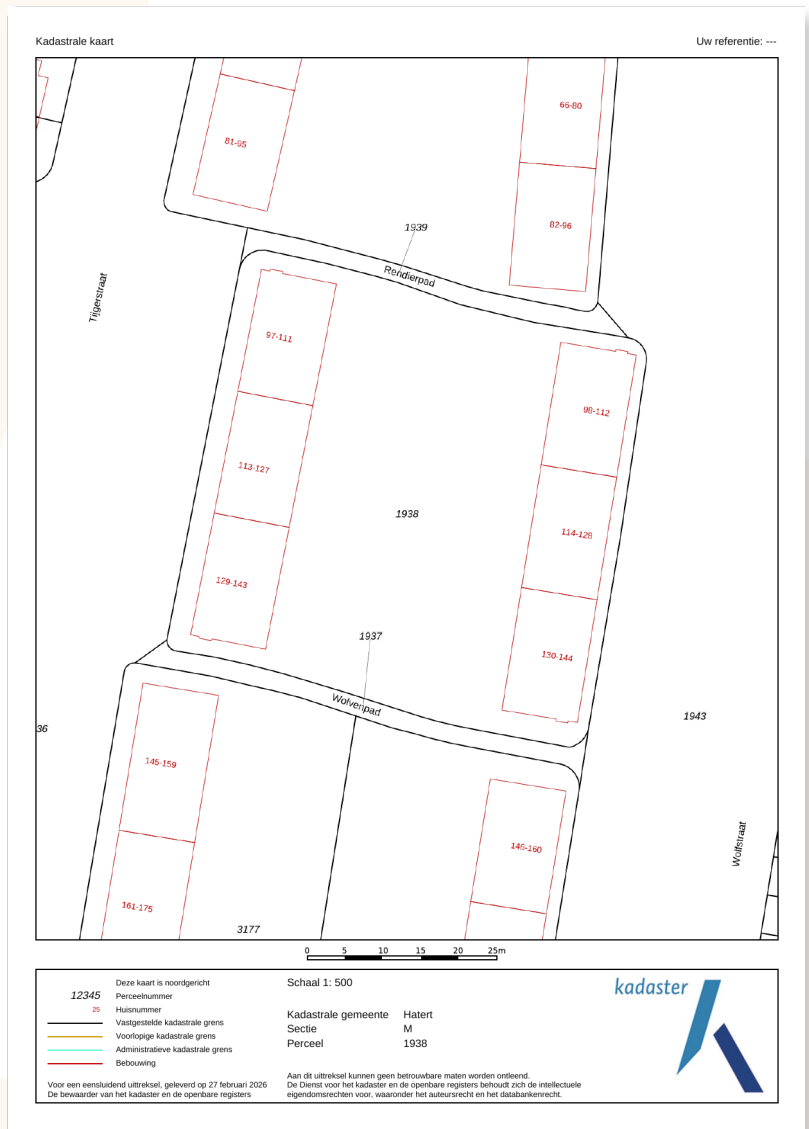 Kadastrale kaart
Uw referentie: ---
66-80
81-95
82-96
1939
Rendierpad
Tijgerstraat
97-111
98-112
113-127
1938
114-128
129-143
1937
130-144
Wolvenpad
1943
36
145-159
146-160
Wolfstraat
161-175
3177
0 5 10 15 20 25m
Deze kaart is noordgericht
12345 Perceelnummer
25 Huisnummer
Vastgestelde kadastrale grens
Voorlopige kadastrale grens
Administratieve kadastrale grens
Bebouwing
Voor een eensluidend uittreksel, geleverd op 27 februari 2026
De bewaarder van het kadaster en de openbare registers
Schaal 1: 500
Kadastrale gemeente Hatert
Sectie M
Perceel 1938
Aan dit uittreksel kunnen geen betrouwbare maten worden ontleend.
De Dienst voor het kadaster en de openbare registers behoudt zich de intellectuele
eigendomsrechten voor, waaronder het auteursrecht en het databankenrecht.
kadaster